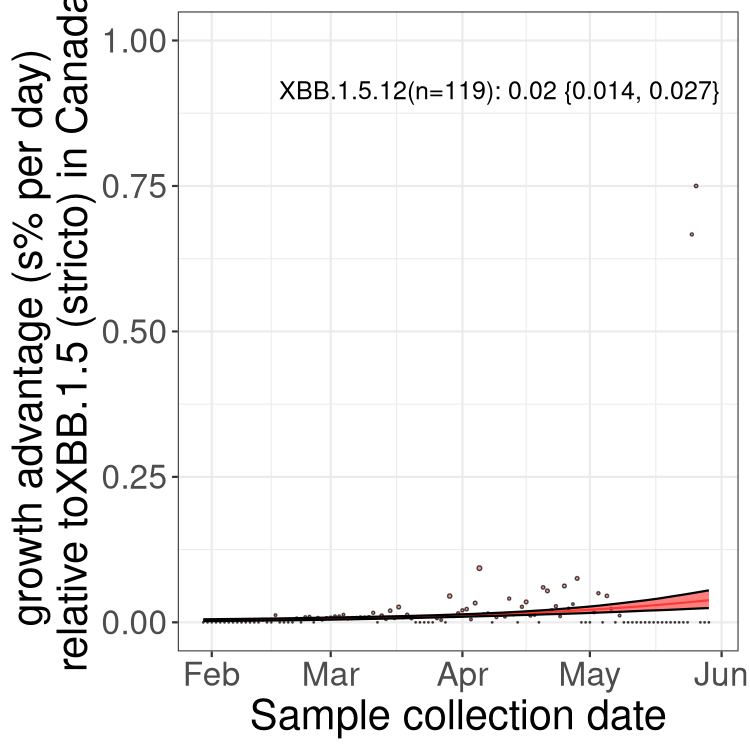 growth advantage (s% per day)
relative toXBB.1.5 (stricto) in Canada
1.00
0.75
0.50
0.25
0.00
XBB.1.5.12(n=119): 0.02 {0.014, 0.027}
Feb Mar Apr May Jun
Sample collection date